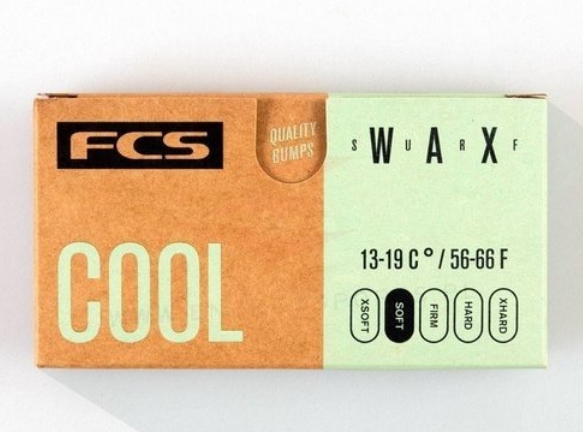 FCS
QUALITY
BUMPS
S W U A R X F
COOL
13-19 C° / 56-66 F
XSOFT
SOFT
FIRM
HARD
XHARD